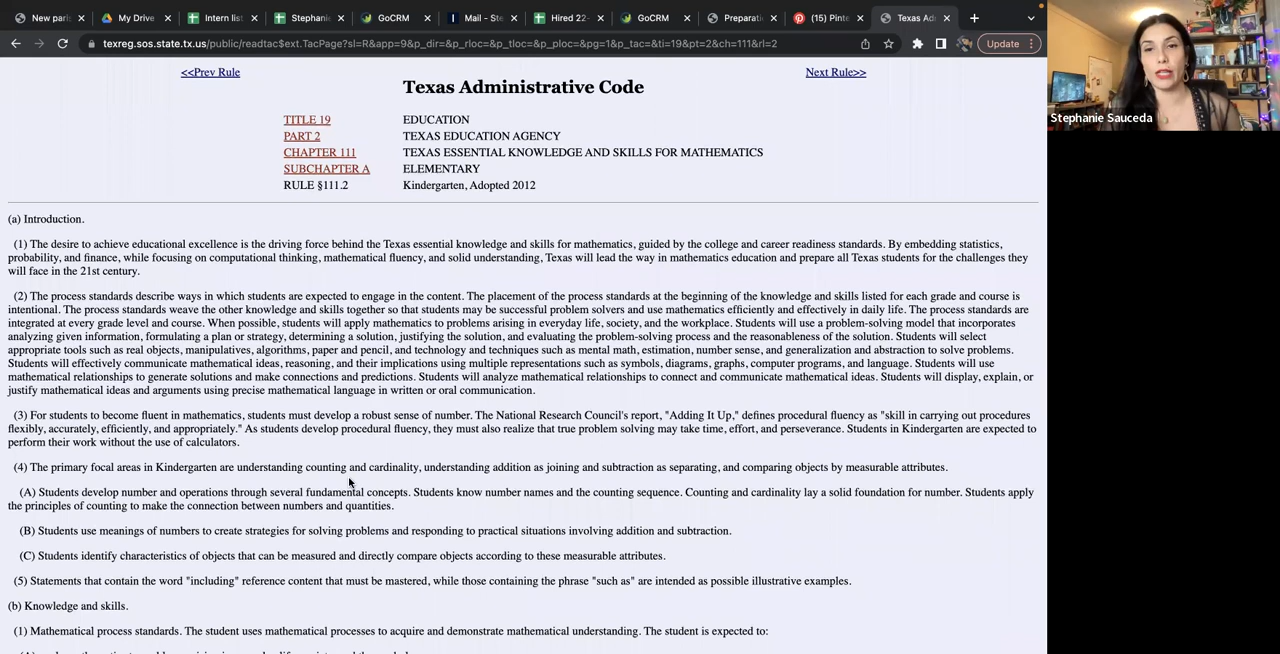 New pari
My Drive
Intern list
Stephanie
GoCRM
Mail - Ste
Hired 22-
GoCRM
Preparati
(15) Pinte
Texas Ad
texreg.sos.state.tx.us/public/readtac$ext.TacPage?sl=R&app=9&p_dir=&p_rloc=&p_tloc=&p_ploc=&pg=1&p_tac=&ti=19&pt=2&ch=111&rl=2
Update
Stephanie Sauceda
<<Prev Rule
Next Rule>>
Texas Administrative Code
TITLE 19 EDUCATION
PART 2 TEXAS EDUCATION AGENCY
CHAPTER 111 TEXAS ESSENTIAL KNOWLEDGE AND SKILLS FOR MATHEMATICS
SUBCHAPTER A ELEMENTARY
RULE §111.2 Kindergarten, Adopted 2012
(a) Introduction.
(1) The desire to achieve educational excellence is the driving force behind the Texas essential knowledge and skills for mathematics, guided by the college and career readiness standards. By embedding statistics,
probability, and finance, while focusing on computational thinking, mathematical fluency, and solid understanding, Texas will lead the way in mathematics education and prepare all Texas students for the challenges they
will face in the 21st century.
(2) The process standards describe ways in which students are expected to engage in the content. The placement of the process standards at the beginning of the knowledge and skills listed for each grade and course is
intentional. The process standards weave the other knowledge and skills together so that students may be successful problem solvers and use mathematics efficiently and effectively in daily life. The process standards are
integrated at every grade level and course. When possible, students will apply mathematics to problems arising in everyday life, society, and the workplace. Students will use a problem-solving model that incorporates
analyzing given information, formulating a plan or strategy, determining a solution, justifying the solution, and evaluating the problem-solving process and the reasonableness of the solution. Students will select
appropriate tools such as real objects, manipulatives, algorithms, paper and pencil, and technology and techniques such as mental math, estimation, number sense, and generalization and abstraction to solve problems.
Students will effectively communicate mathematical ideas, reasoning, and their implications using multiple representations such as symbols, diagrams, graphs, computer programs, and language. Students will use
mathematical relationships to generate solutions and make connections and predictions. Students will analyze mathematical relationships to connect and communicate mathematical ideas. Students will display, explain, or
justify mathematical ideas and arguments using precise mathematical language in written or oral communication.
(3) For students to become fluent in mathematics, students must develop a robust sense of number. The National Research Council's report, "Adding It Up," defines procedural fluency as "skill in carrying out procedures
flexibly, accurately, efficiently, and appropriately." As students develop procedural fluency, they must also realize that true problem solving may take time, effort, and perseverance. Students in Kindergarten are expected to
perform their work without the use of calculators.
(4) The primary focal areas in Kindergarten are understanding counting and cardinality, understanding addition as joining and subtraction as separating, and comparing objects by measurable attributes.
(A) Students develop number and operations through several fundamental concepts. Students know number names and the counting sequence. Counting and cardinality lay a solid foundation for number. Students apply
the principles of counting to make the connection between numbers and quantities.
(B) Students use meanings of numbers to create strategies for solving problems and responding to practical situations involving addition and subtraction.
(C) Students identify characteristics of objects that can be measured and directly compare objects according to these measurable attributes.
(5) Statements that contain the word "including" reference content that must be mastered, while those containing the phrase "such as" are intended as possible illustrative examples.
(b) Knowledge and skills.
(1) Mathematical process standards. The student uses mathematical processes to acquire and demonstrate mathematical understanding. The student is expected to: